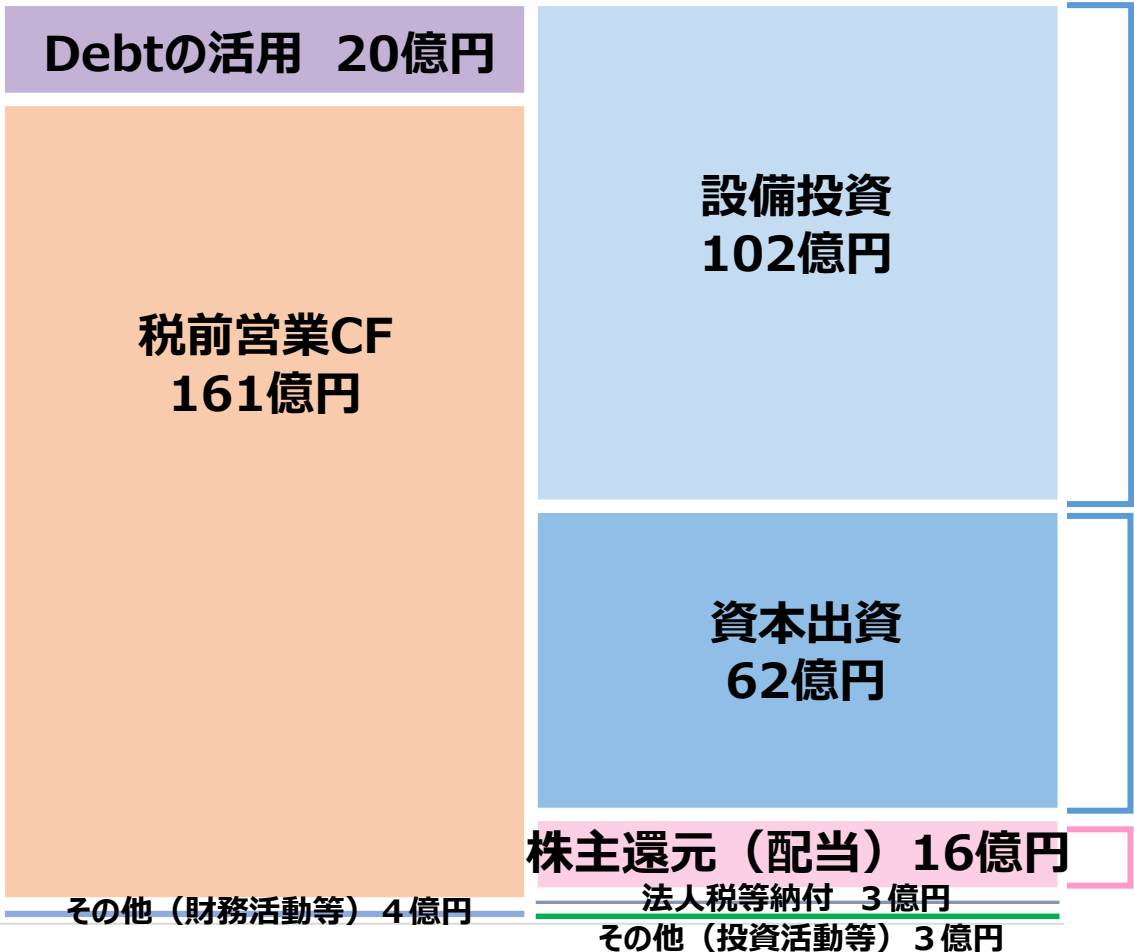 Debtの活用 20億円
税前営業CF
161億円
その他（財務活動等）４億円
設備投資
102億円
資本出資
62億円
株主還元（配当）16億円
法人税等納付 ３億円
その他（投資活動等）３億円